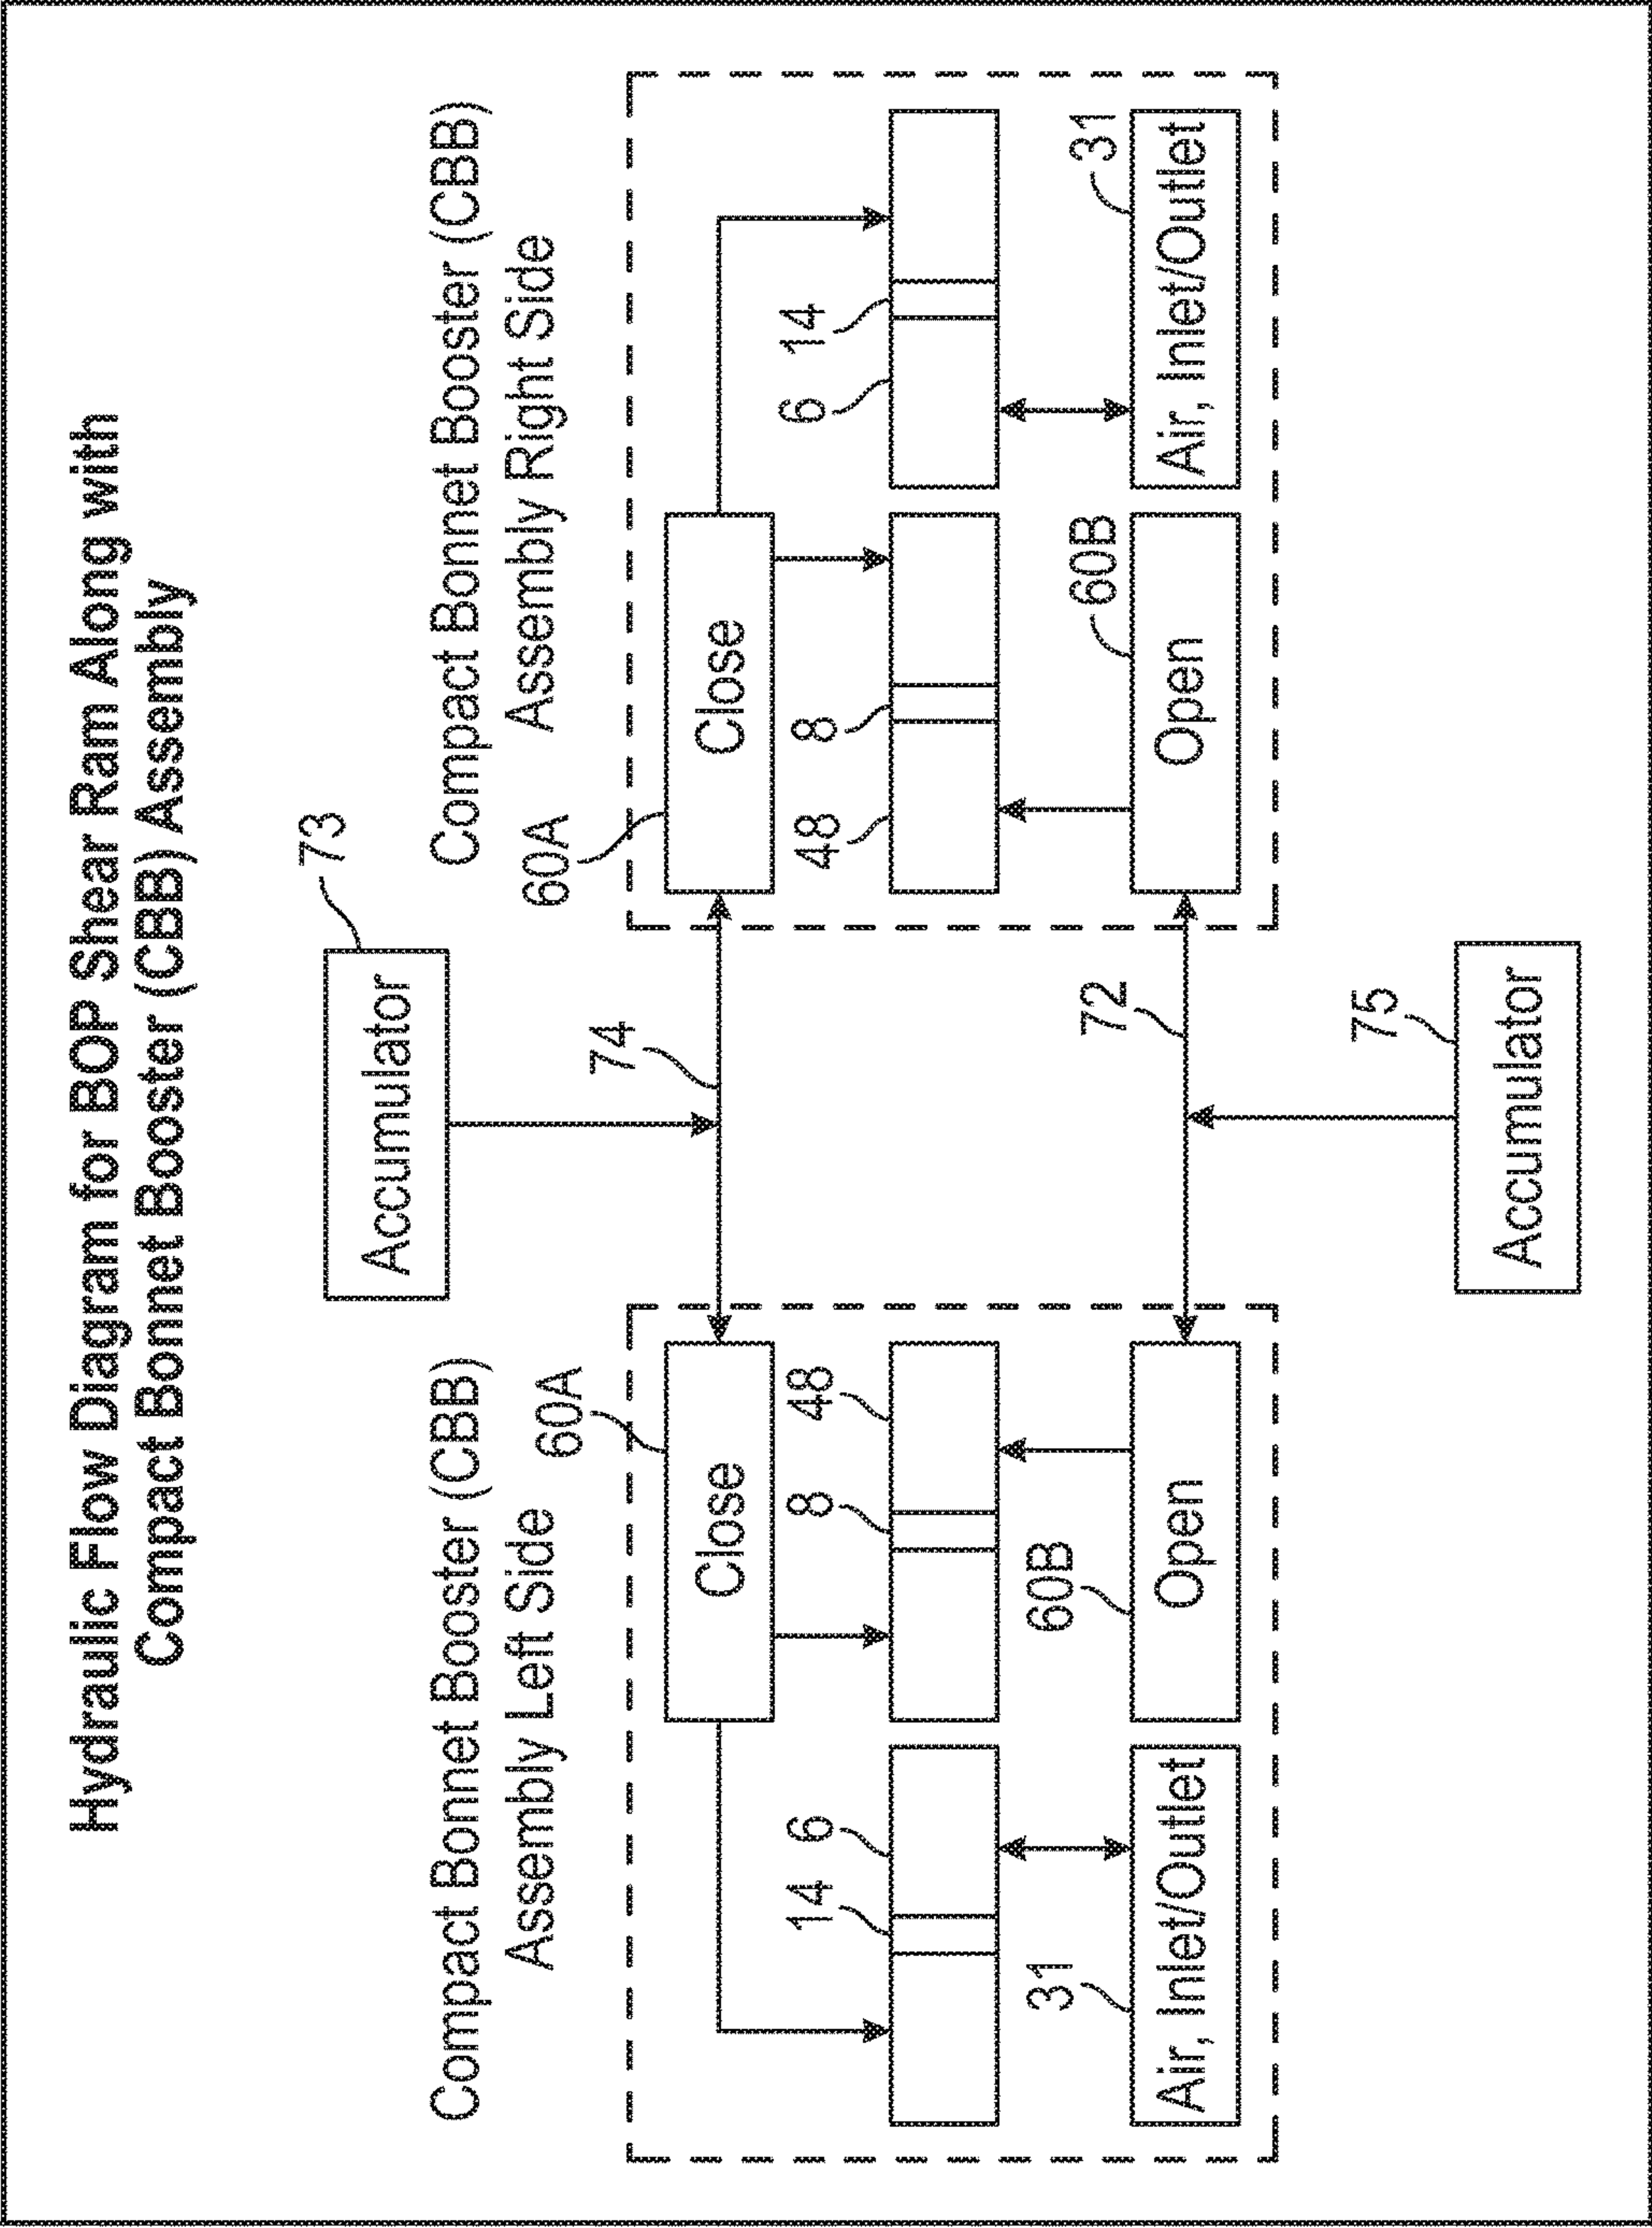 Hydraulic Flow Diagram for BOP Shear Ram Along with
Compact Bonnet Booster (CBB) Assembly
Accumulator
73
Compact Bonnet Booster (CBB)
Assembly Left Side
60A
Close
14
6
8
48
31
60B
Air, Inlet/Outlet
Open
74
72
Compact Bonnet Booster (CBB)
Assembly Right Side
60A
Close
48
8
6
14
60B
31
Open
Air, Inlet/Outlet
75
Accumulator